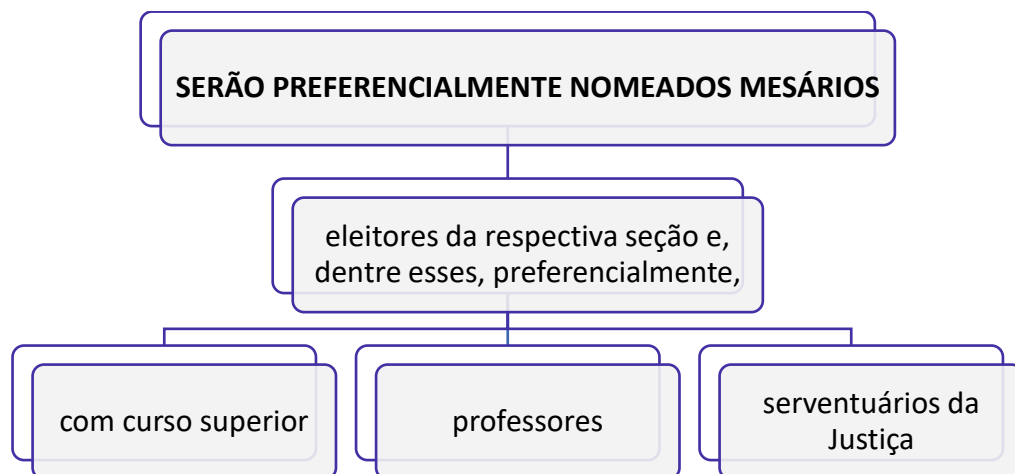 SERÃO PREFERENCIALMENTE NOMEADOS MESÁRIOS
eleitores da respectiva seção e,
dentre esses, preferencialmente,
com curso superior
professores
serventuários da
Justiça